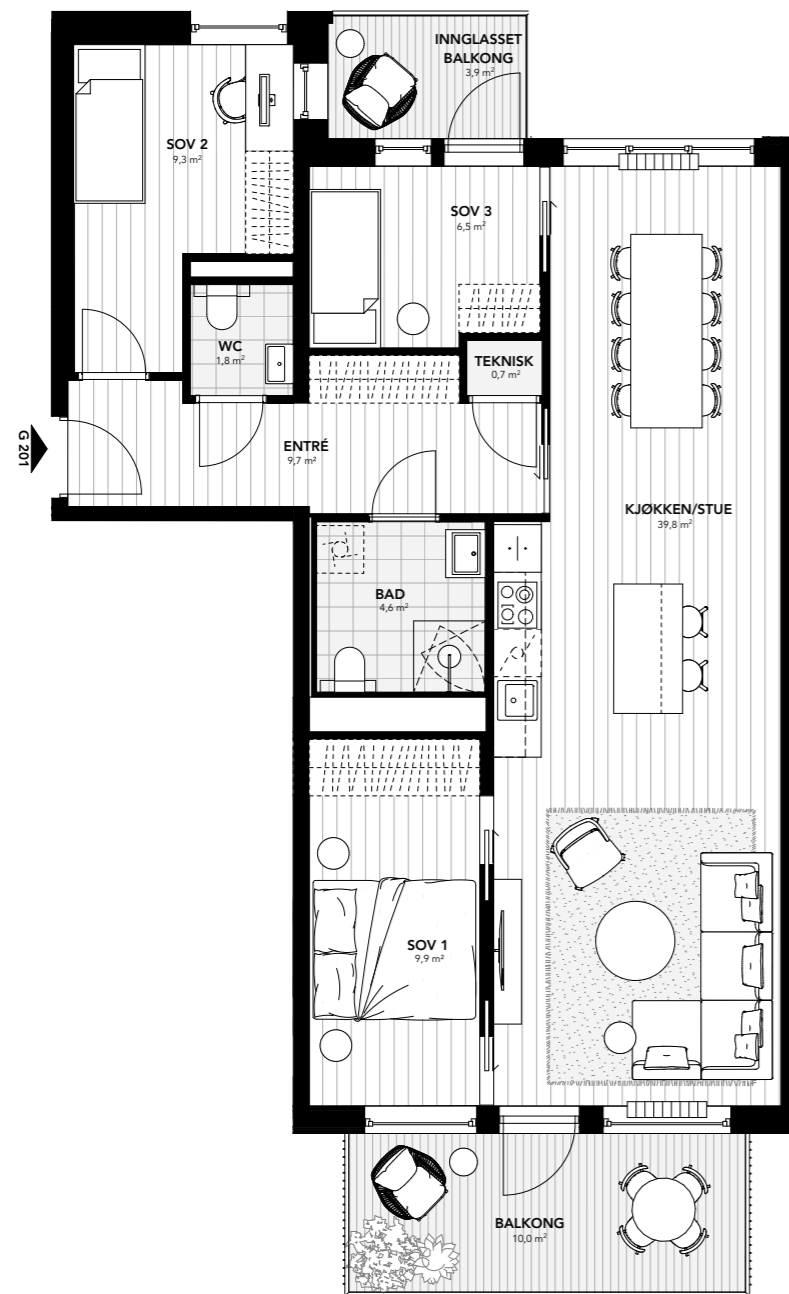 INNGLASSET
BALKONG
3,9 m²
SOV 2
9,3 m²
SOV 3
6,5 m²
WC
1,8 m²
TEKNISK
0,7 m²
ENTRÉ
9,7 m²
G 201
KJØKKEN/STUE
39,8 m²
BAD
4,6 m²
SOV 1
9,9 m²
BALKONG
10,0 m²